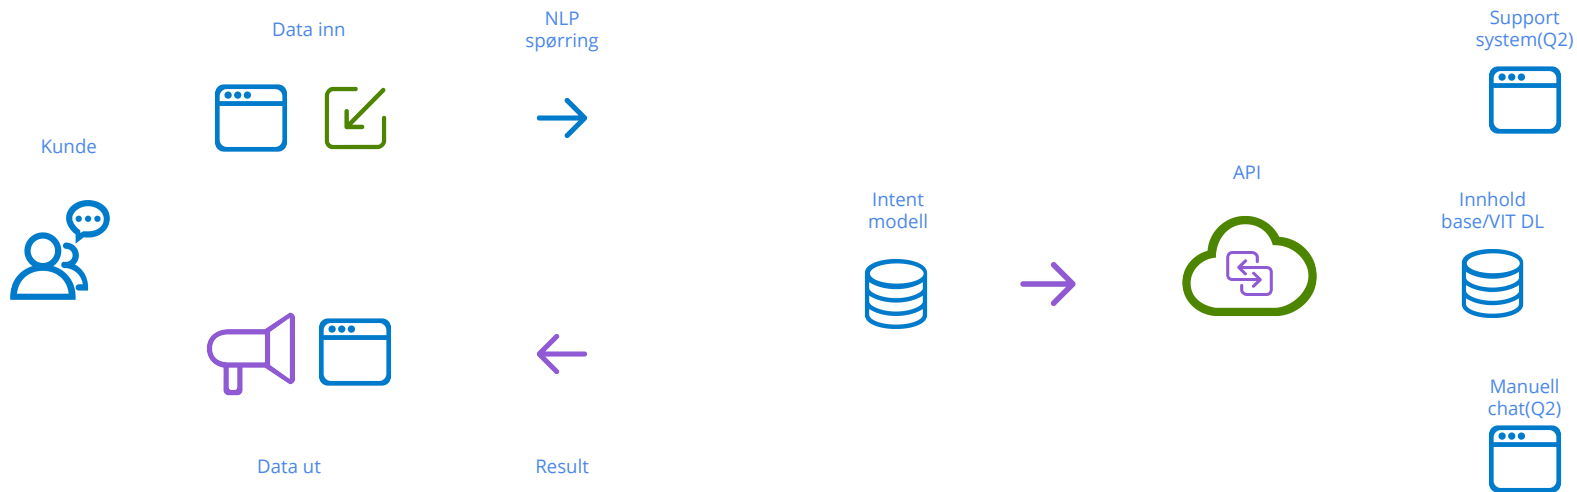 Data inn
NLP
spørring
Support
system(Q2)
Kunde
API
Intent
modell
Innhold
base/VIT DL
Manuell
chat(Q2)
Data ut
Result